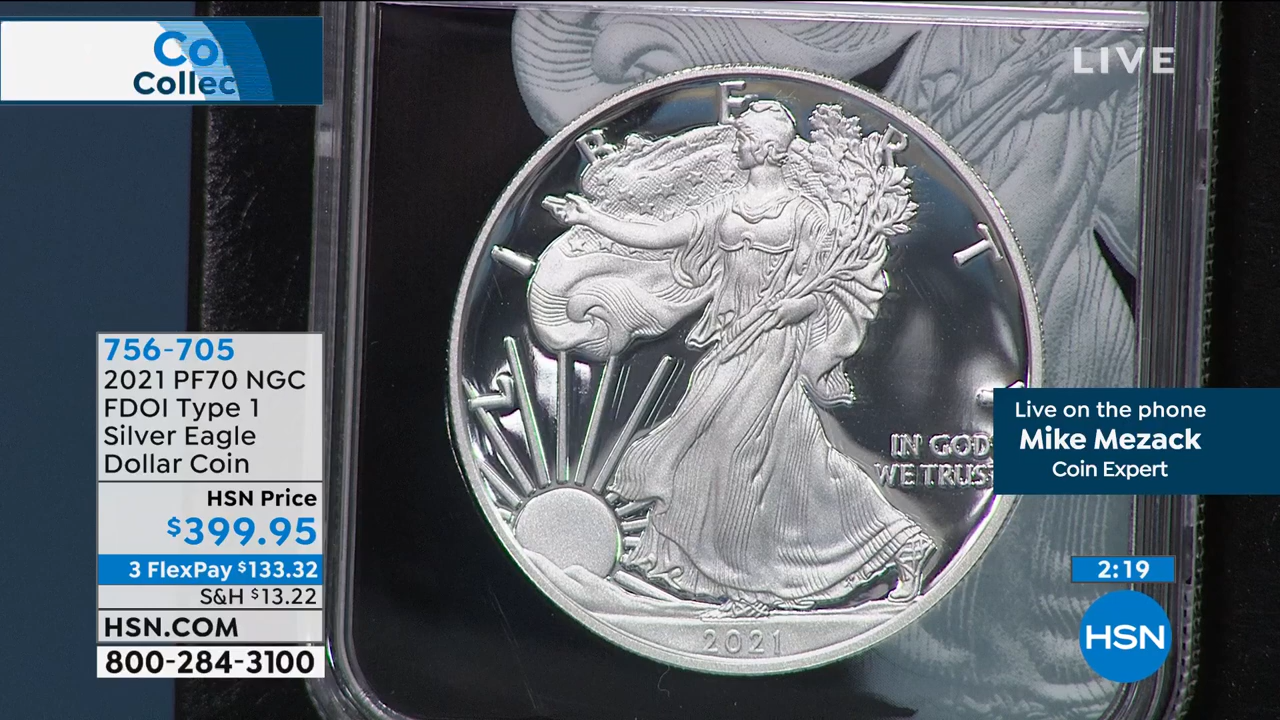 Co
Collec
LIVE
756-705
2021 PF70 NGC
FDOI Type 1
Silver Eagle
Dollar Coin
HSN Price
$399.95
3 FlexPay $133.32
S&H $13.22
HSN.COM
800-284-3100
L I B E R T Y
IN GOD
WE TRUST
2021
Live on the phone
Mike Mezack
Coin Expert
2:19
HSN